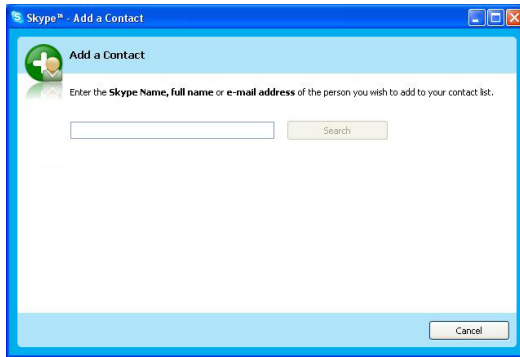 Skype™ - Add a Contact
Add a Contact
Enter the Skype Name, full name or e-mail address of the person you wish to add to your contact list.
Search
Cancel